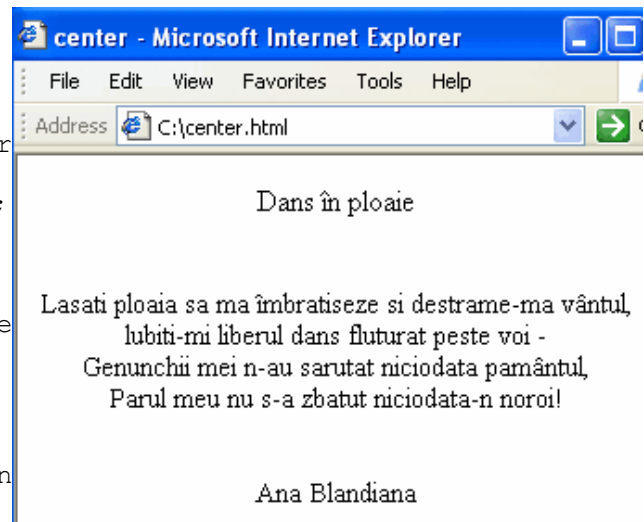 center - Microsoft Internet Explorer
File Edit View Favorites Tools Help
Address C:\center.html
Dans în ploaie
Lasati ploaia sa ma îmbratiseze si destrame-ma vântul,
Iubiti-mi liberul dans fluturat peste voi -
Genunchii mei n-au sarutat niciodata pamântul,
Parul meu nu s-a zbatut niciodata-n noroi!
Ana Blandiana